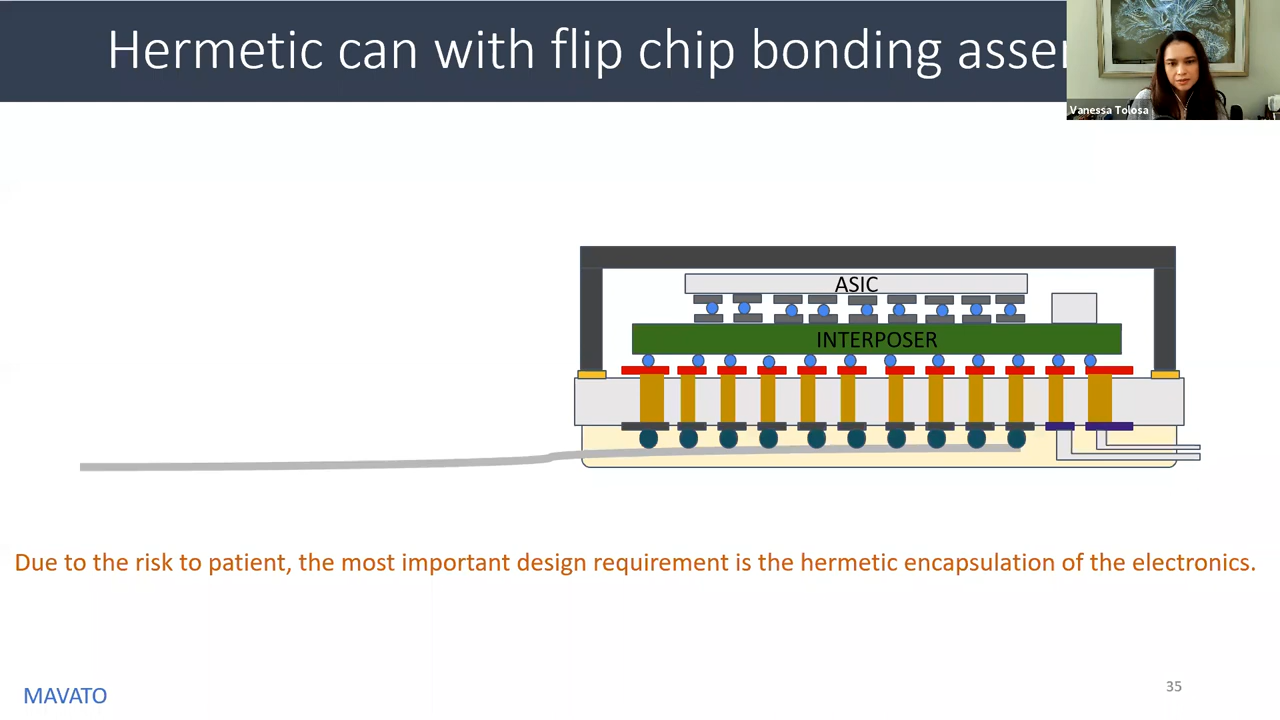 Hermetic can with flip chip bonding
Vanessa Tolosa
ASIC
INTERPOSER
Due to the risk to patient, the most important design requirement is the hermetic encapsulation of the electronics.
MAVATO
35